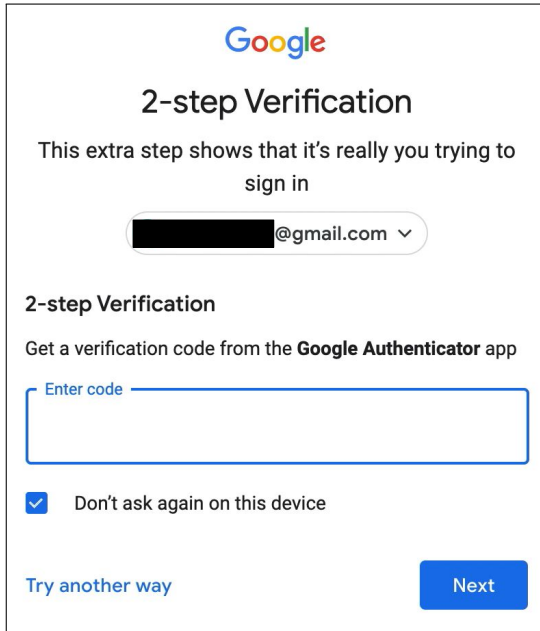 Google
2-step Verification
This extra step shows that it's really you trying to
sign in
@gmail.com
2-step Verification
Get a verification code from the Google Authenticator app
Enter code
Don't ask again on this device
Try another way
Next